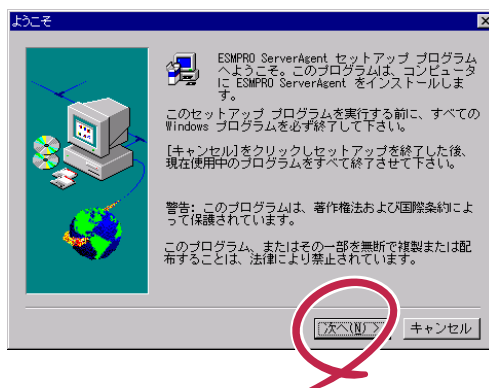 ようこそ
ESMPRO ServerAgent セットアップ プログラム
へようこそ。このプログラムは、コンピュータ
に ESMPRO ServerAgent をインストールしま
す。
このセットアップ プログラムを実行する前に、すべての
Windows プログラムを必ず終了して下さい。
[キャンセル]をクリックしセットアップを終了した後、
現在使用中のプログラムをすべて終了させて下さい。
警告: このプログラムは、著作権法および国際条約によ
って保護されています。
このプログラム、またはその一部を無断で複製または配
布することは、法律により禁止されています。
次へ(N) >
キャンセル